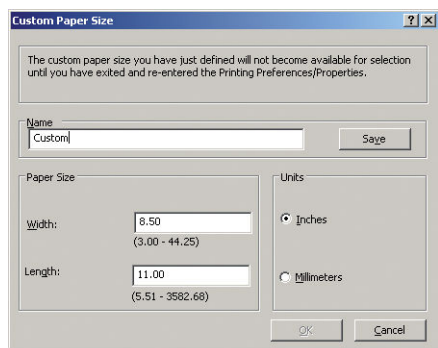 Custom Paper Size
The custom paper size you have just defined will not become available for selection
until you have exited and re-entered the Printing Preferences/Properties.
Name
Custom
Save
Paper Size
Width:
8.50
(3.00 - 44.25)
Length:
11.00
(5.51 - 3582.68)
Units
Inches
Millimeters
OK
Cancel